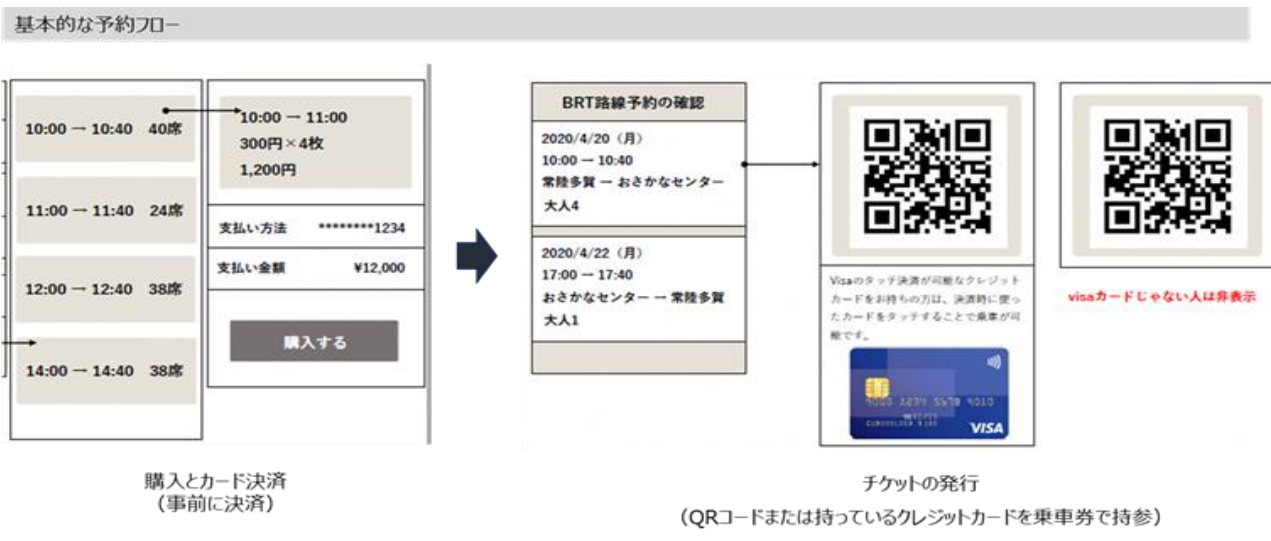 基本的な予約フロー
10:00 → 10:40 40席
11:00 → 11:40 24席
12:00 → 12:40 38席
14:00 → 14:40 38席
10:00 → 11:00
300円×4枚
1,200円
支払い方法 ********1234
支払い金額 ¥12,000
購入する
購入とカード決済
（事前に決済）
BRT路線予約の確認
2020/4/20（月）
10:00 → 10:40
常陸多賀 → おさかなセンター
大人4
2020/4/22（月）
17:00 → 17:40
おさかなセンター → 常陸多賀
大人1
Visaのタッチ決済が可能なクレジット
カードをお持ちの方は、決済時に使っ
たカードをタッチすることで乗車が可
能です。
VISA
visaカードじゃない人は非表示
チケットの発行
（QRコードまたは持っているクレジットカードを乗車券で持参）